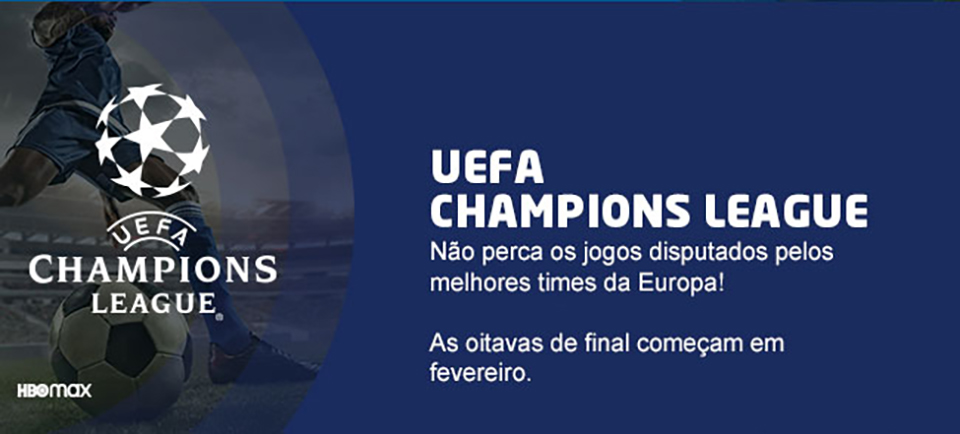 UEFA
CHAMPIONS
LEAGUE
HBOmax
UEFA
CHAMPIONS LEAGUE
Não perca os jogos disputados pelos
melhores times da Europa!
As oitavas de final começam em
fevereiro.